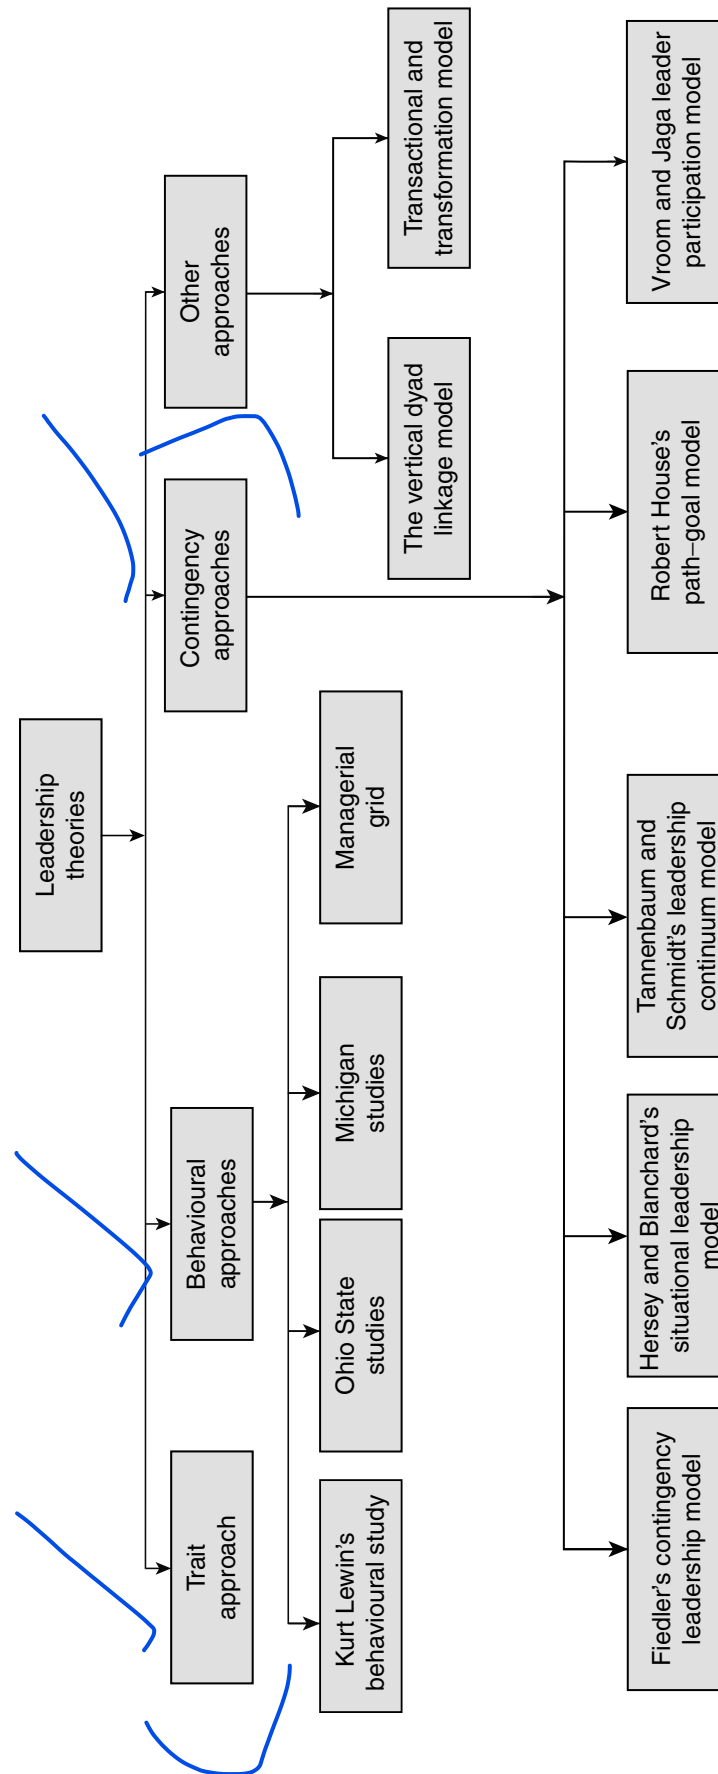 Leadership
theories
Trait
approach
Behavioural
approaches
Contingency
approaches
Other
approaches
Kurt Lewin's
behavioural study
Ohio State
studies
Michigan
studies
Managerial
grid
The vertical dyad
linkage model
Transactional and
transformation model
Fiedler's contingency
leadership model
Hersey and Blanchard's
situational leadership
model
Tannenbaum and
Schmidt's leadership
continuum model
Robert House's
path–goal model
Vroom and Jaga leader
participation model